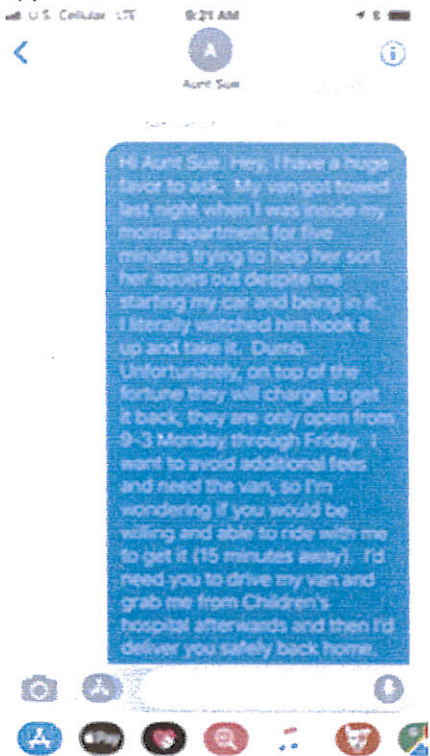 U.S. Cellular LTE 9:21 AM
A
Aunt Sue
Hi Aunt Sue. Hey, I have a huge
favor to ask. My van got towed
last night when I was inside my
moms apartment for five
minutes trying to help her sort
her issues out despite me
starting my car and being in it.
I literally watched him hook it
up and take it. Dumb.
Unfortunately, on top of the
fortune they will charge to get
it back, they are only open from
9-3 Monday through Friday. I
want to avoid additional fees
and need the van, so I'm
wondering if you would be
willing and able to ride with me
to get it (15 minutes away). I'd
need you to drive my van and
grab me from Children's
hospital afterwards and then I'd
deliver you safely back home.
Pay